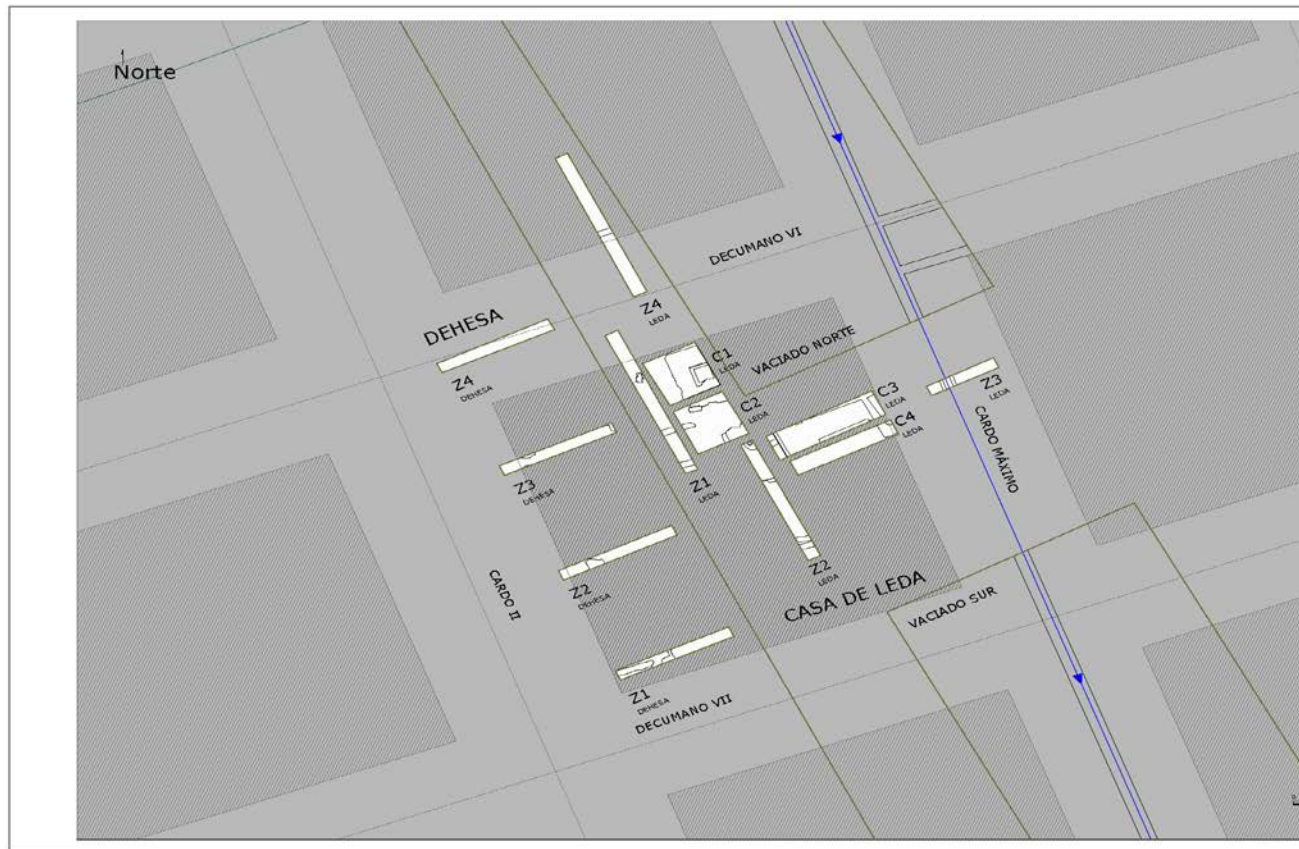 Norte
DECUMANO VI
DEHESA
Z4
LEDA
Z4
DEHESA
C1
LEDA
VACIADO NORTE
C2
LEDA
C3
LEDA
Z3
LEDA
C4
LEDA
CARDO MÁXIMO
Z3
DEHESA
Z1
LEDA
Z2
LEDA
CARDO II
Z2
DEHESA
CASA DE LEDA
VACIADO SUR
Z1
DEHESA
DECUMANO VII